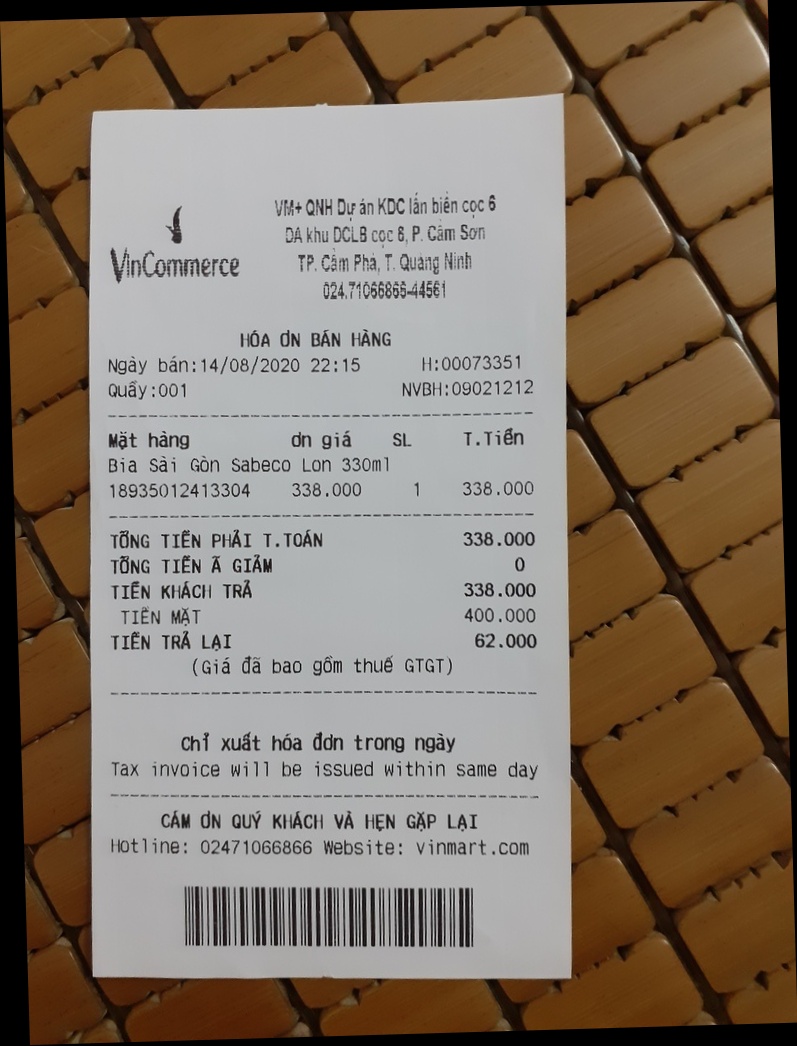 VinCommerce
VM+ QNH Dự án KDC lấn biển cọc 6
DA khu DCLB cọc 6, P. Cẩm Sơn
TP. Cẩm Phả, T. Quảng Ninh
024.71066866-44561
HÓA ƠN BÁN HÀNG
Ngày bán:14/08/2020 22:15 H:00073351
Quầy:001 NVBH:09021212
Mặt hàng ơn giá SL T.Tiền
Bia Sài Gòn Sabeco Lon 330ml
18935012413304 338.000 1 338.000
TỔNG TIỀN PHẢI T.TOÁN 338.000
TỔNG TIỀN Ã GIẢM 0
TIỀN KHÁCH TRẢ 338.000
TIỀN MẶT 400.000
TIỀN TRẢ LẠI 62.000
(Giá đã bao gồm thuế GTGT)
Chỉ xuất hóa đơn trong ngày
Tax invoice will be issued within same day
CÁM ƠN QUÝ KHÁCH VÀ HẸN GẶP LẠI
Hotline: 02471066866 Website: vinmart.com